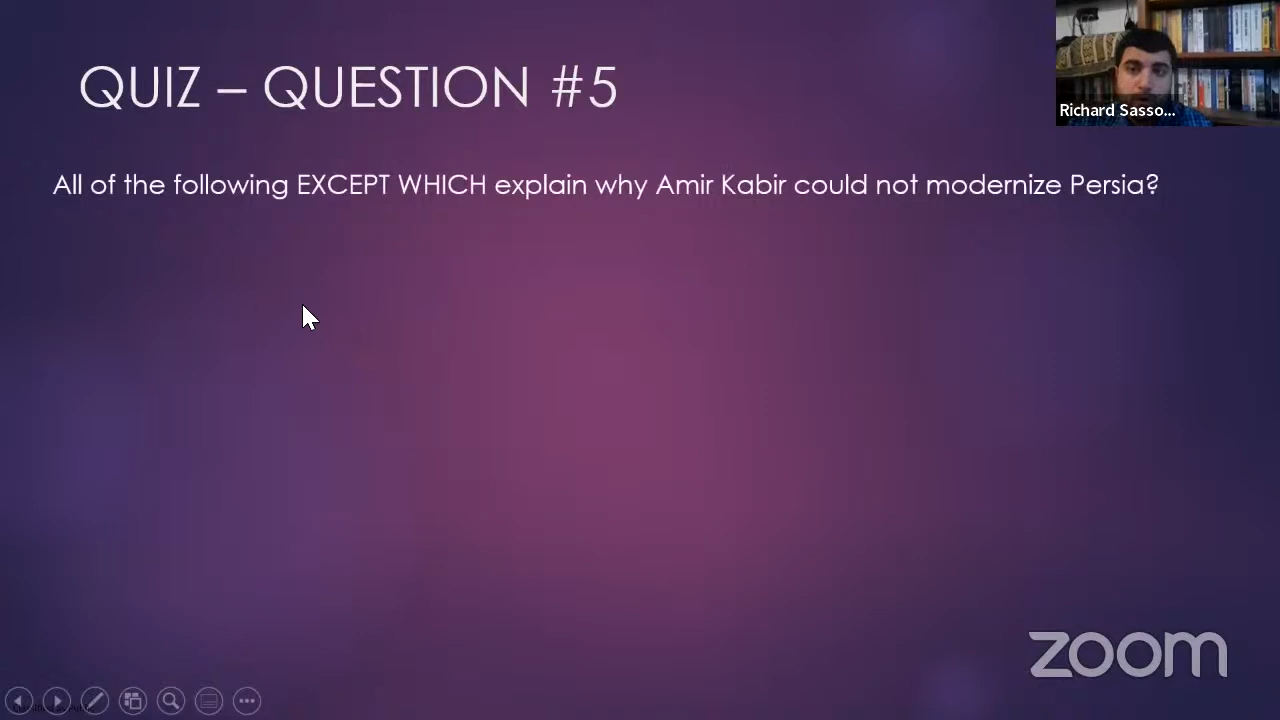 QUIZ – QUESTION #5
Richard Sasso...
All of the following EXCEPT WHICH explain why Amir Kabir could not modernize Persia?
zoom